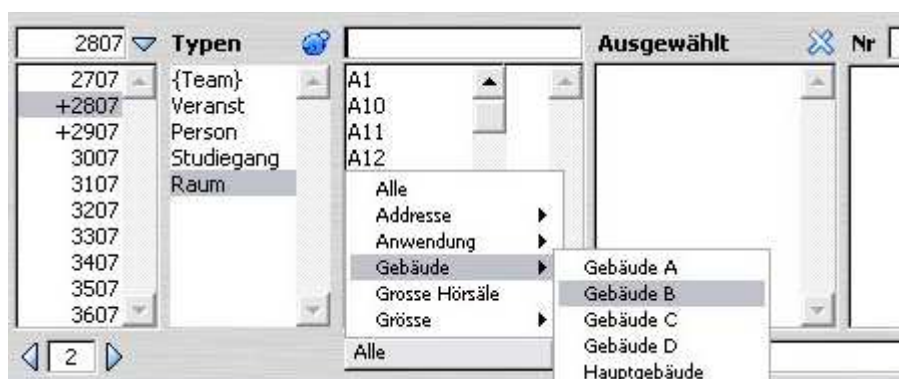 2807 Typen Ausgewählt Nr
2707
+2807
+2907
3007
3107
3207
3307
3407
3507
3607
{Team}
Veranst
Person
Studiegang
Raum
A1
A10
A11
A12
Alle
Addresse
Anwendung
Gebäude
Grosse Hörsäle
Grösse
Gebäude A
Gebäude B
Gebäude C
Gebäude D
Hauptgebäude
2
Alle